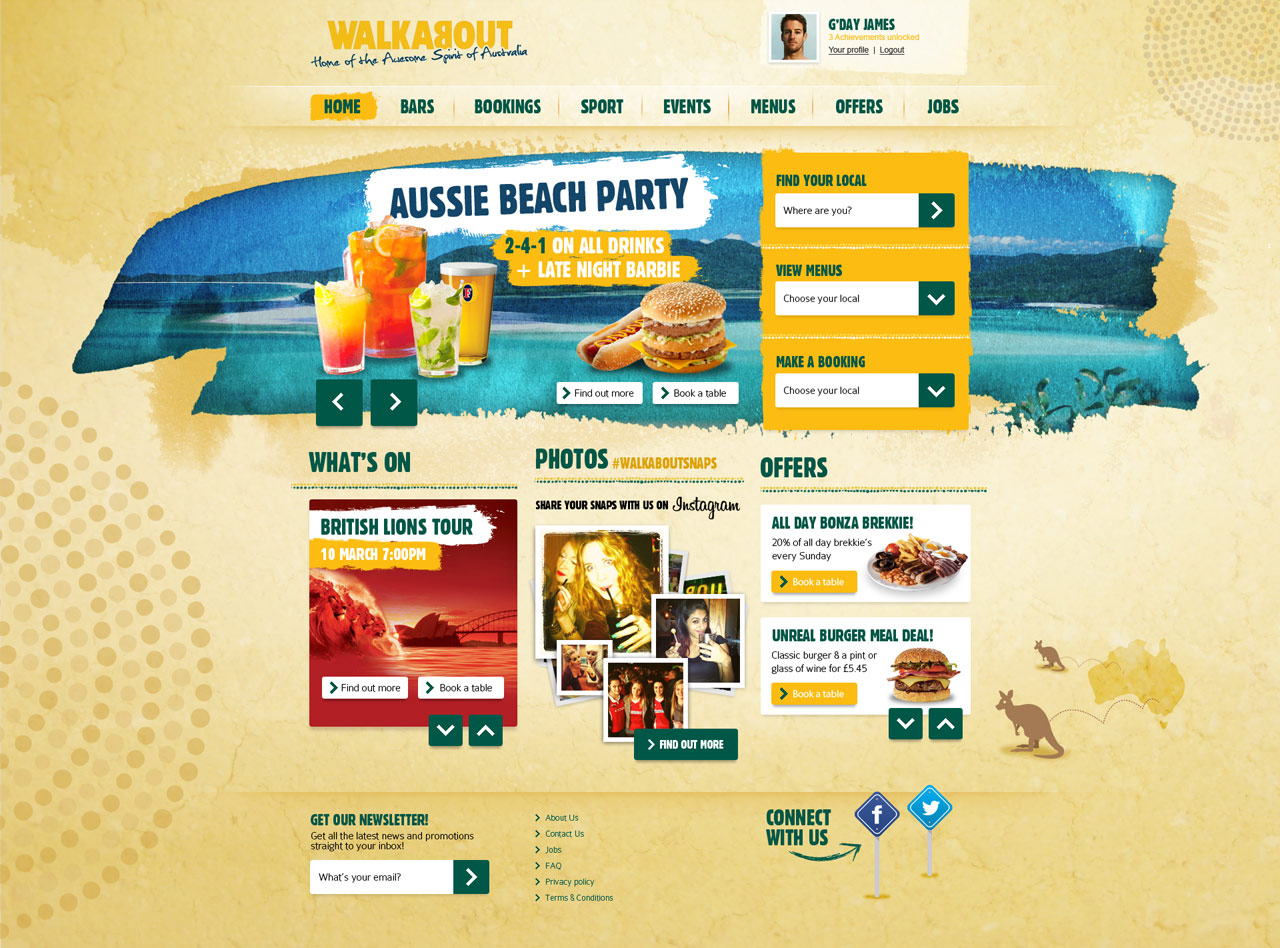 WALKABOUT
Home of the Awesome Spirit of Australia
G'DAY JAMES
3 Achievements unlocked
Your profile | Logout
HOME
BARS
BOOKINGS
SPORT
EVENTS
MENUS
OFFERS
JOBS
AUSSIE BEACH PARTY
2-4-1 ON ALL DRINKS
+ LATE NIGHT BARBIE
Find out more
Book a table
FIND YOUR LOCAL
Where are you?
VIEW MENUS
Choose your local
MAKE A BOOKING
Choose your local
WHAT'S ON
BRITISH LIONS TOUR
10 MARCH 7:00PM
Find out more
Book a table
PHOTOS #WALKABOUTSNAPS
SHARE YOUR SNAPS WITH US ON Instagram
FIND OUT MORE
OFFERS
ALL DAY BONZA BREKKIE!
20% of all day brekkie's
every Sunday
Book a table
UNREAL BURGER MEAL DEAL!
Classic burger & a pint or
glass of wine for £5.45
Book a table
GET OUR NEWSLETTER!
Get all the latest news and promotions
straight to your inbox!
What's your email?
About Us
Contact Us
Jobs
FAQ
Privacy policy
Terms & Conditions
CONNECT
WITH US